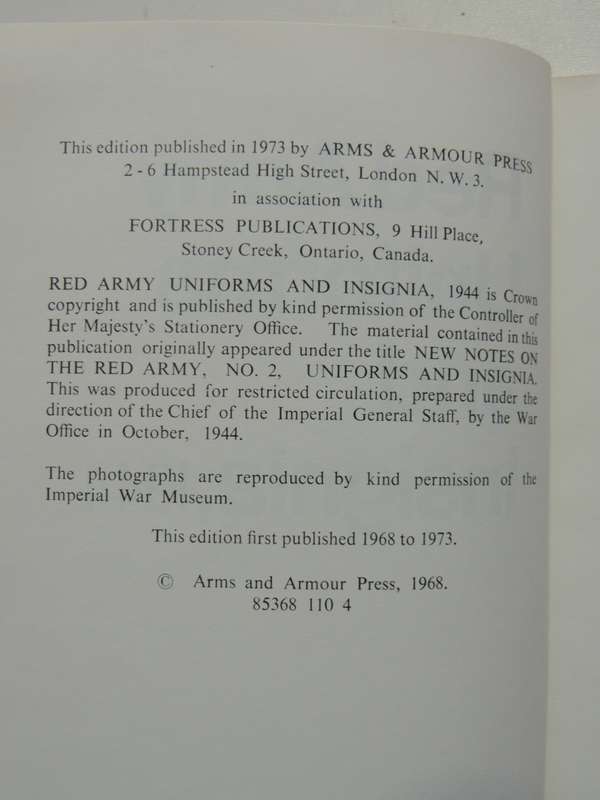 This edition published in 1973 by ARMS & ARMOUR PRESS
2 - 6 Hampstead High Street, London N. W. 3.
in association with
FORTRESS PUBLICATIONS, 9 Hill Place,
Stoney Creek, Ontario, Canada.
RED ARMY UNIFORMS AND INSIGNIA, 1944 is Crown
copyright and is published by kind permission of the Controller of
Her Majesty's Stationery Office. The material contained in this
publication originally appeared under the title NEW NOTES ON
THE RED ARMY, NO. 2, UNIFORMS AND INSIGNIA.
This was produced for restricted circulation, prepared under the
direction of the Chief of the Imperial General Staff, by the War
Office in October, 1944.
The photographs are reproduced by kind permission of the
Imperial War Museum.
This edition first published 1968 to 1973.
© Arms and Armour Press, 1968.
85368 110 4